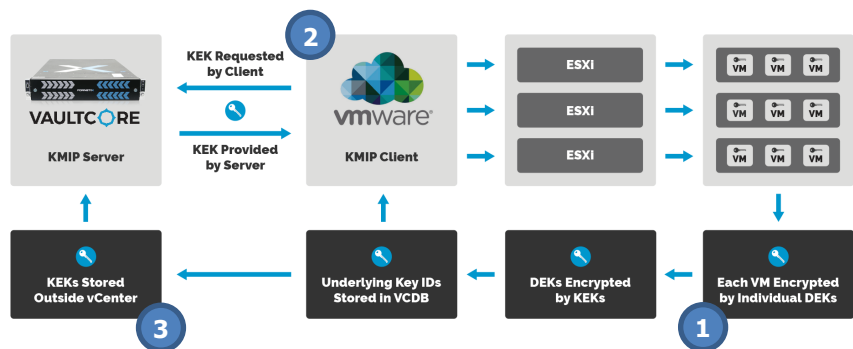 2
KEK Requested
by Client
KEK Provided
by Server
VAULTCORE
KMIP Server
vmware®
KMIP Client
ESXi
ESXi
ESXi
VM VM VM
VM VM VM
VM VM VM
KEKs Stored
Outside vCenter
3
Underlying Key IDs
Stored in VCDB
DEKs Encrypted
by KEKs
Each VM Encrypted
by Individual DEKs
1